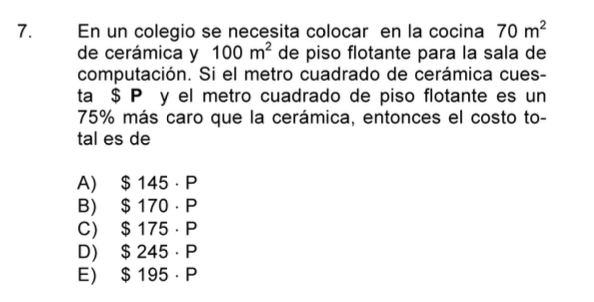 7. En un colegio se necesita colocar en la cocina 70 m²
de cerámica y 100 m² de piso flotante para la sala de
computación. Si el metro cuadrado de cerámica cues-
ta $ P y el metro cuadrado de piso flotante es un
75% más caro que la cerámica, entonces el costo to-
tal es de
A) $ 145 · P
B) $ 170 · P
C) $ 175 · P
D) $ 245 · P
E) $ 195 · P